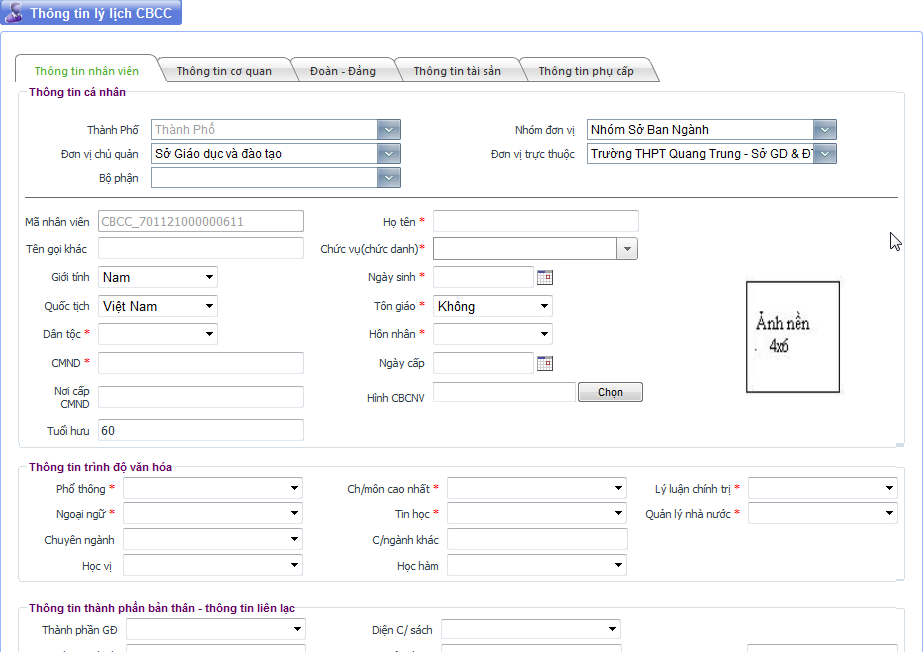 Thông tin lý lịch CBCC
Thông tin nhân viên Thông tin cơ quan Đoàn - Đảng Thông tin tài sản Thông tin phụ cấp
Thông tin cá nhân
Thành Phố Thành Phố Nhóm đơn vị Nhóm Sở Ban Ngành
Đơn vị chủ quản Sở Giáo dục và đào tạo Đơn vị trực thuộc Trường THPT Quang Trung - Sở GD & ĐT
Bộ phận
Mã nhân viên CBCC_701121000000611 Họ tên *
Tên gọi khác Chức vụ(chức danh)*
Giới tính Nam Ngày sinh *
Quốc tịch Việt Nam Tôn giáo * Không
Dân tộc * Hôn nhân *
CMND * Ngày cấp
Nơi cấp
CMND
Hình CBCNV Chọn
Tuổi hưu 60
Ảnh nền
4x6
Thông tin trình độ văn hóa
Phổ thông * Ch/môn cao nhất * Lý luận chính trị *
Ngoại ngữ * Tin học * Quản lý nhà nước *
Chuyên ngành C/ngành khác
Học vị Học hàm
Thông tin thành phần bản thân - thông tin liên lạc
Thành phần GĐ Diện C/ sách